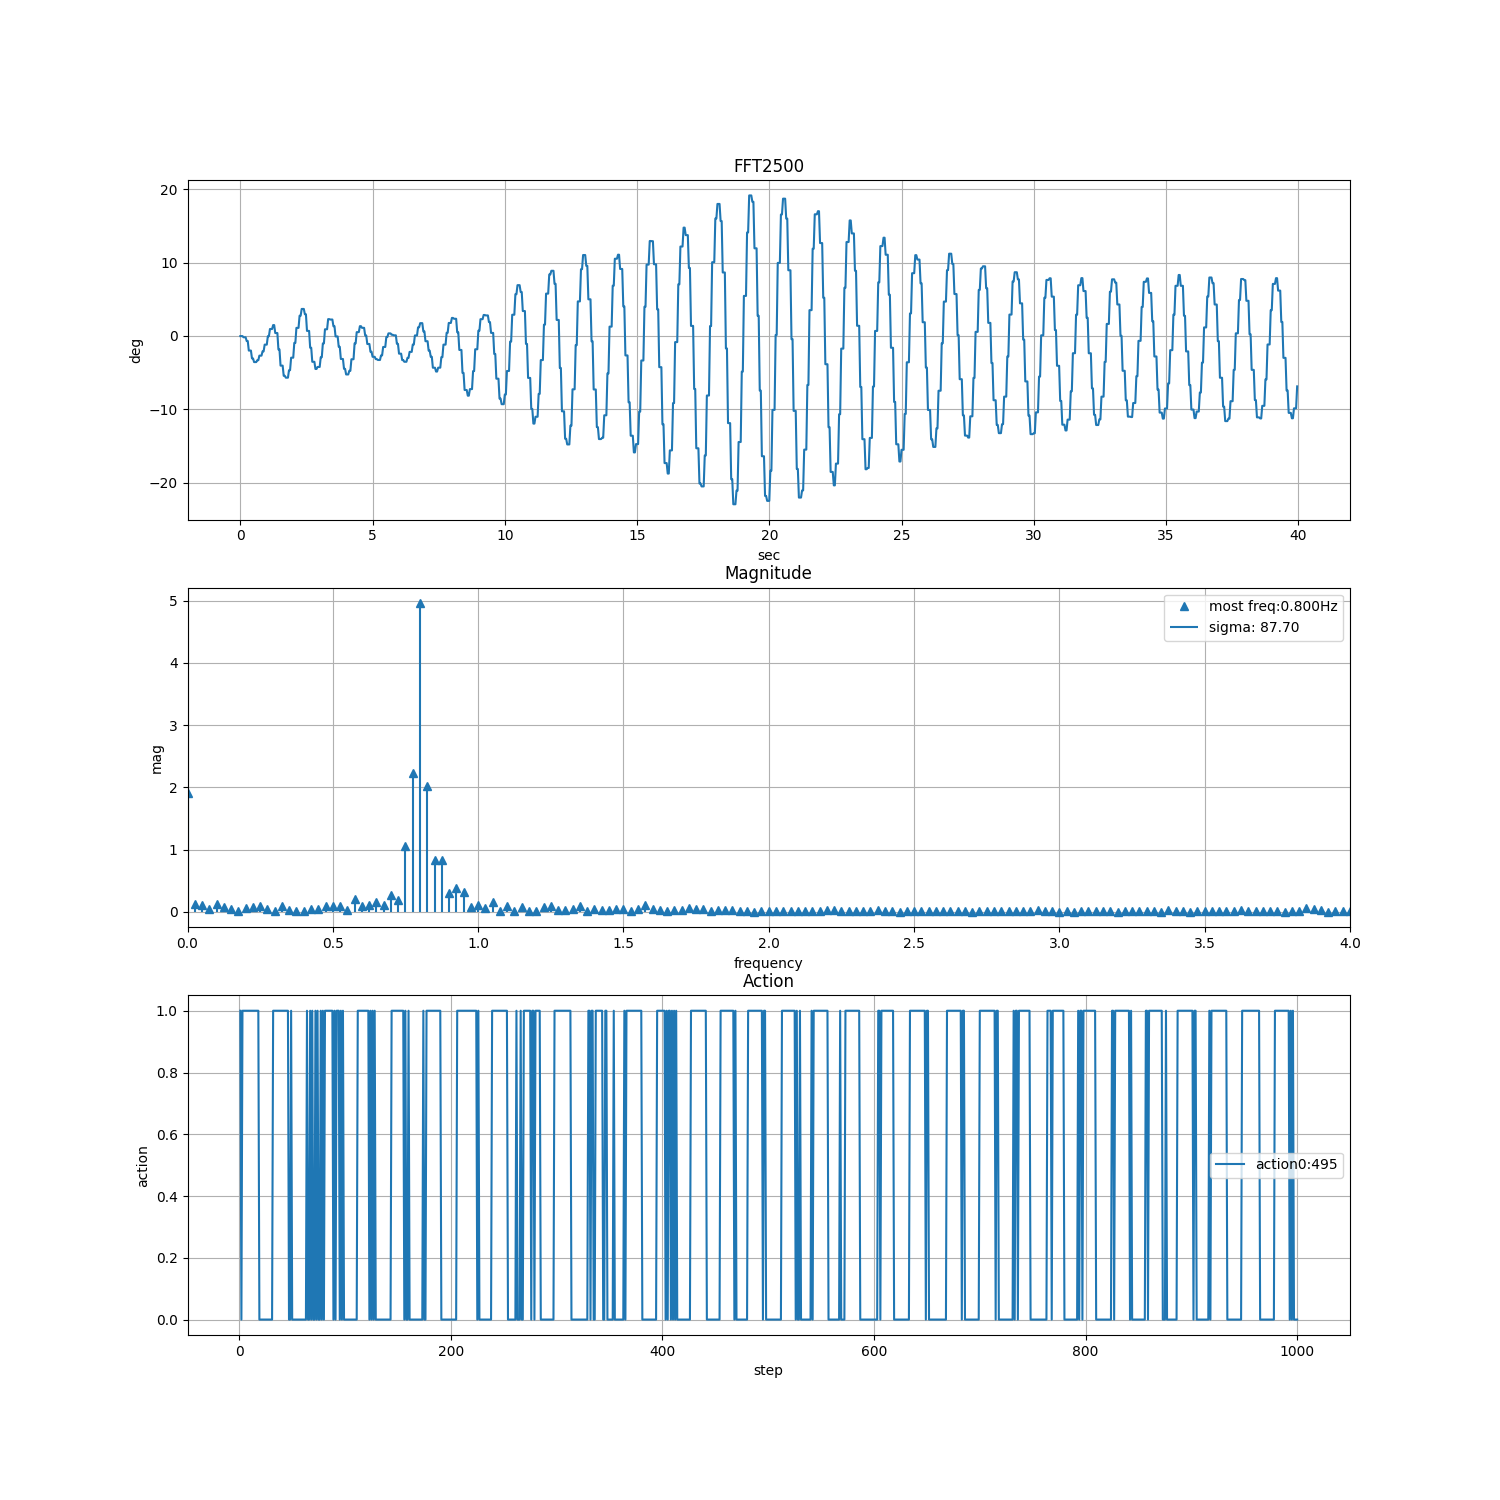 FFT2500
20
10
0
−10
−20
deg
0 5 10 15 20 25 30 35 40
sec
Magnitude
5
4
3
2
1
0
mag
most freq:0.800Hz
sigma: 87.70
0.0 0.5 1.0 1.5 2.0 2.5 3.0 3.5 4.0
frequency
Action
1.0
0.8
0.6
0.4
0.2
0.0
action
action0:495
0 200 400 600 800 1000
step